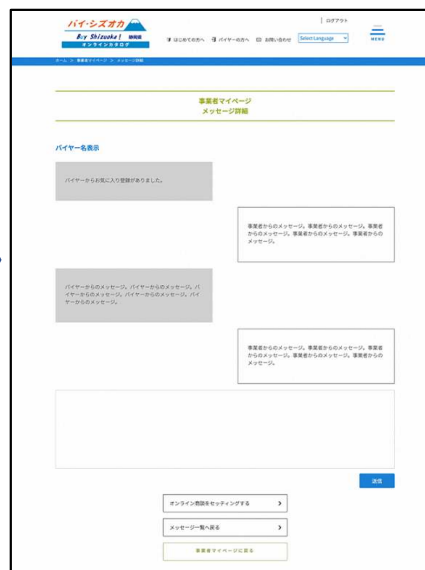 バイ・シズオカ
Buy Shizuoka! 静岡県
オンラインカタログ
ログアウト
はじめての方へ バイヤーの方へ お問い合わせ Select Language
MENU
ホーム > 事業者マイページ > メッセージ詳細
事業者マイページ
メッセージ詳細
バイヤー名表示
バイヤーからお気に入り登録がありました。
事業者からのメッセージ。事業者からのメッセージ。事業者
からのメッセージ。事業者からのメッセージ。事業者からの
メッセージ。
バイヤーからのメッセージ。バイヤーからのメッセージ。バ
イヤーからのメッセージ。バイヤーからのメッセージ。バイ
ヤーからのメッセージ。
事業者からのメッセージ。事業者からのメッセージ。事業者
からのメッセージ。事業者からのメッセージ。事業者からの
メッセージ。
送信
オンライン商談をセッティングする
メッセージ一覧へ戻る
事業者マイページに戻る